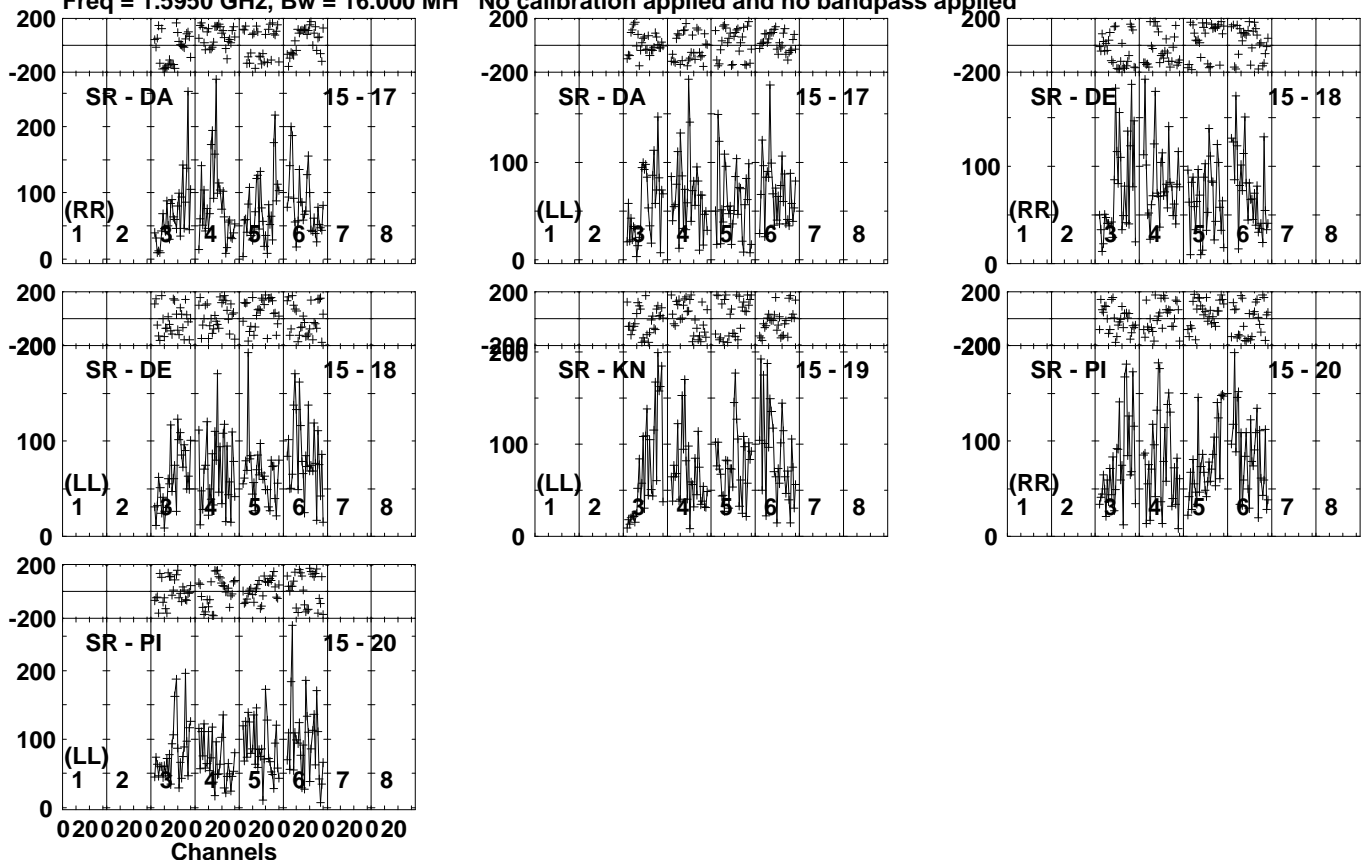 Freq = 1.5950 GHz, Bw = 16.000 MH No calibration applied and no bandpass applied
200 200 200
-200 -200 -200
SR - DA 15 - 17 SR - DA 15 - 17 SR - DE 15 - 18
200
100 100 100
(RR) (LL) (RR)
1 2 3 4 5 6 7 8 1 2 3 4 5 6 7 8 1 2 3 4 5 6 7 8
0 0 0
200 200 200
-200 -200 -200
200
SR - DE 15 - 18 SR - KN 15 - 19 SR - PI 15 - 20
100 100 100
(LL) (LL) (RR)
1 2 3 4 5 6 7 8 1 2 3 4 5 6 7 8 1 2 3 4 5 6 7 8
0 0 0
200
-200
SR - PI 15 - 20
200
100
(LL)
1 2 3 4 5 6 7 8
0
0 20 0 20 0 20 0 20 0 20 0 20 0 20 0 20
Channels